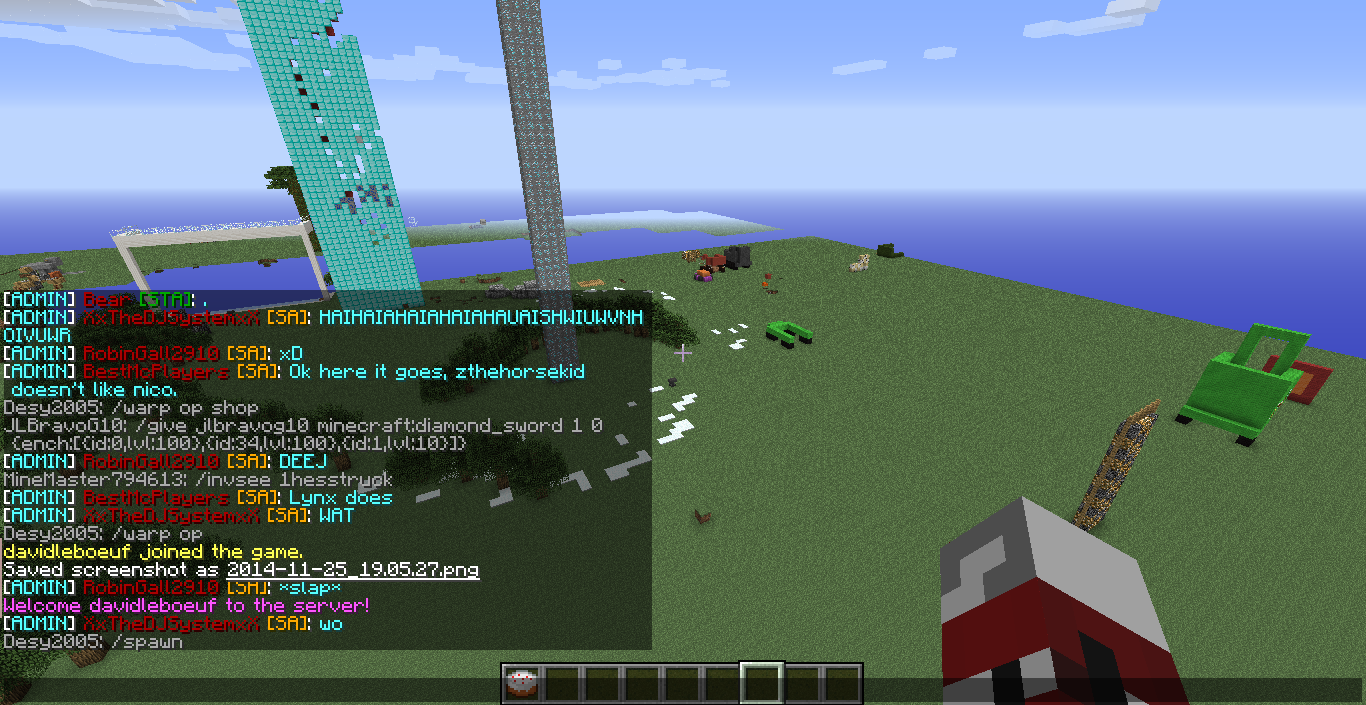 [ADMIN] Bear [STA]: .
[ADMIN] XxTheDJSystemxX [SA]: HAIHAIAHAIAHAIAHAUAISHWIUWVNH
OIVUWR
[ADMIN] RobinGall2910 [SA]: xD
[ADMIN] BestMcPlayers [SA]: Ok here it goes, zthehorsekid
doesn't like nico.
Desy2005: /warp op shop
JLBravoG10: /give jlbravog10 minecraft:diamond_sword 1 0
{ench:[{id:0,lvl:100},{id:34,lvl:100},{id:1,lvl:10}]}
[ADMIN] RobinGall2910 [SA]: DEEJ
MineMaster794613: /invsee 1hesstruck
[ADMIN] BestMcPlayers [SA]: Lynx does
[ADMIN] XxTheDJSystemxX [SA]: WAT
Desy2005: /warp op
davidleboeuf joined the game.
Saved screenshot as 2014-11-25_19.05.27.png
[ADMIN] RobinGall2910 [SA]: *slap*
Welcome davidleboeuf to the server!
[ADMIN] XxTheDJSystemxX [SA]: wo
Desy2005: /spawn